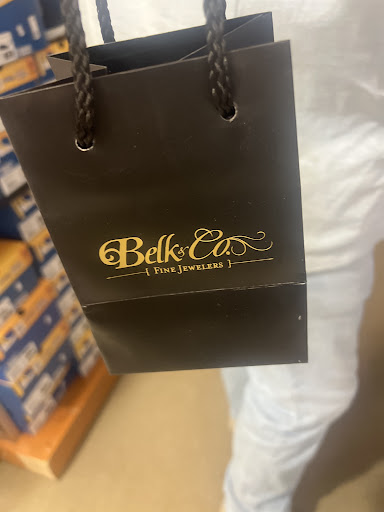 Belk & Co.
{ FINE JEWELERS }